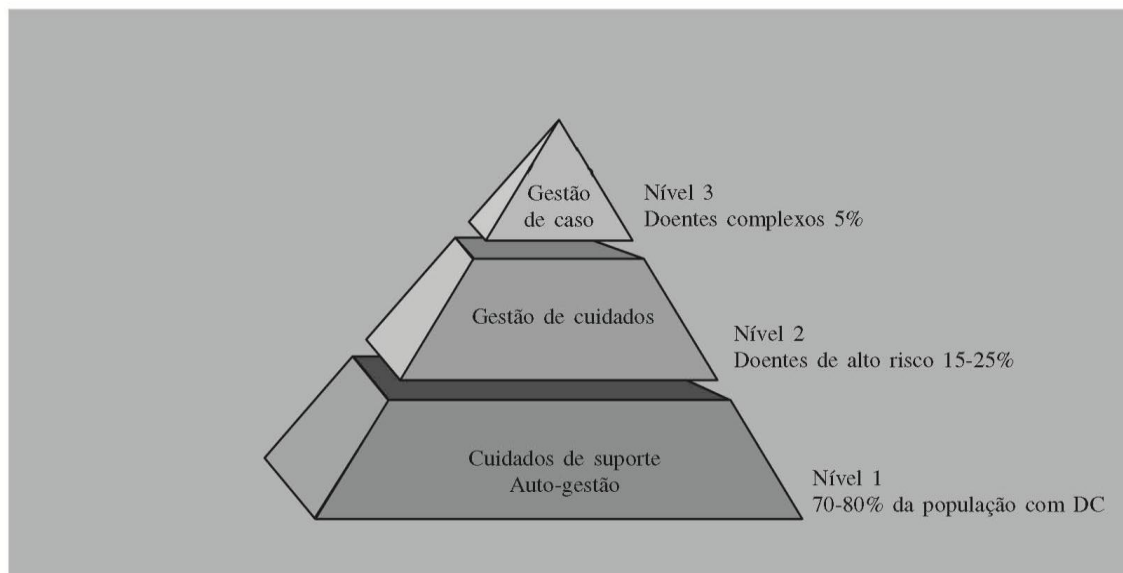 Gestão
de caso
Nível 3
Doentes complexos 5%
Gestão de cuidados
Nível 2
Doentes de alto risco 15-25%
Cuidados de suporte
Auto-gestão
Nível 1
70-80% da população com DC